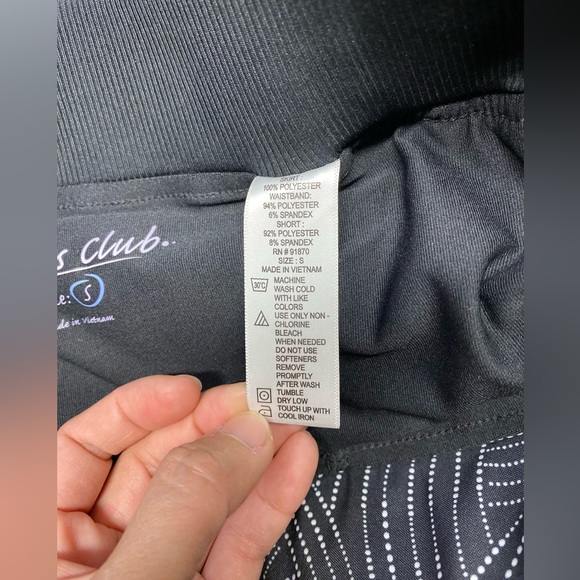 SKIRT:
100% POLYESTER
WAISTBAND:
94% POLYESTER
6% SPANDEX
SHORT :
92% POLYESTER
8% SPANDEX
RN # 91870
SIZE : S
MADE IN VIETNAM
30°C
MACHINE
WASH COLD
WITH LIKE
COLORS
USE ONLY NON -
CHLORINE
BLEACH
WHEN NEEDED
DO NOT USE
SOFTENERS
REMOVE
PROMPTLY
AFTER WASH
TUMBLE
DRY LOW
TOUCH UP WITH
COOL IRON
s Club..
e: S
de in Vietnam